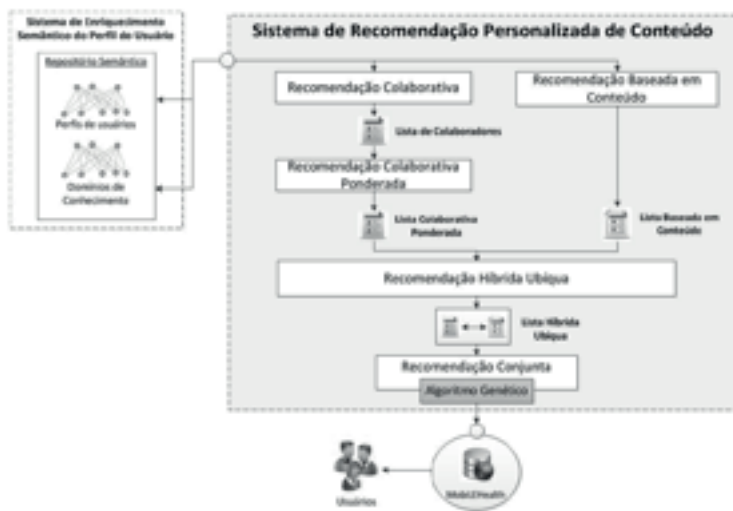 Sistema de Enriquecimento
Semântico do Perfil de Usuário
Repositório Semântico
Perfil de usuários
Domínios de
Conhecimento
Sistema de Recomendação Personalizada de Conteúdo
Recomendação Colaborativa
Recomendação Baseada em
Conteúdo
Lista de Colaboradores
Recomendação Colaborativa
Ponderada
Lista Colaborativa
Ponderada
Lista Baseada em
Conteúdo
Recomendação Híbrida Ubíqua
Lista Híbrida
Ubíqua
Recomendação Conjunta
Algoritmo Genético
Usuários